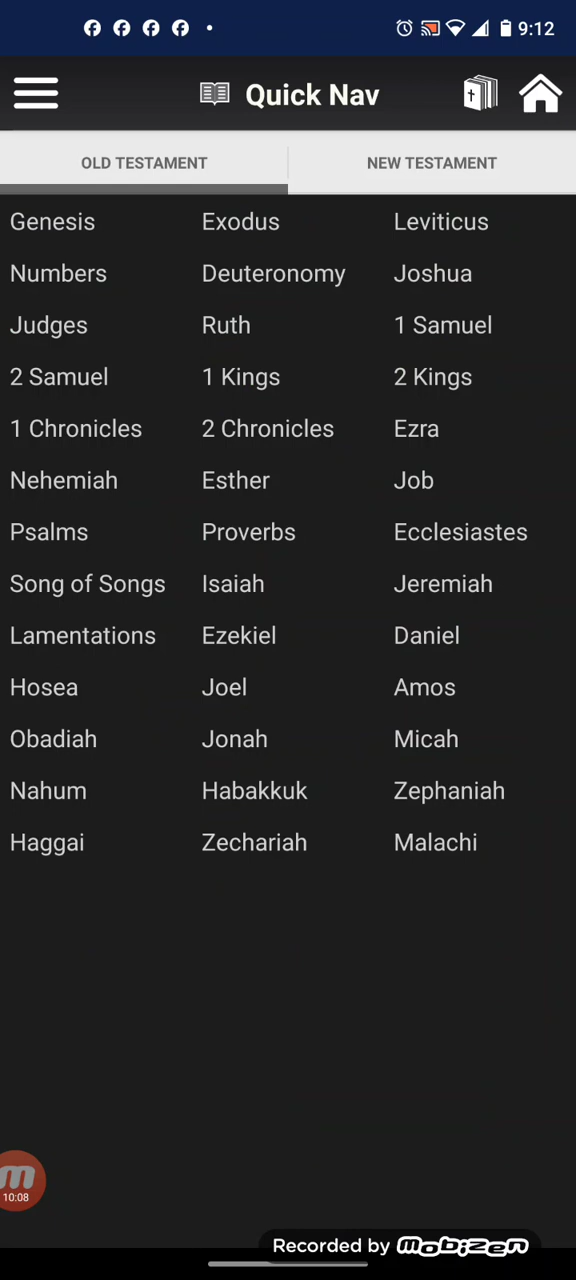 9:12
Quick Nav
OLD TESTAMENT NEW TESTAMENT
Genesis Exodus Leviticus
Numbers Deuteronomy Joshua
Judges Ruth 1 Samuel
2 Samuel 1 Kings 2 Kings
1 Chronicles 2 Chronicles Ezra
Nehemiah Esther Job
Psalms Proverbs Ecclesiastes
Song of Songs Isaiah Jeremiah
Lamentations Ezekiel Daniel
Hosea Joel Amos
Obadiah Jonah Micah
Nahum Habakkuk Zephaniah
Haggai Zechariah Malachi
10:08
Recorded by mobizen